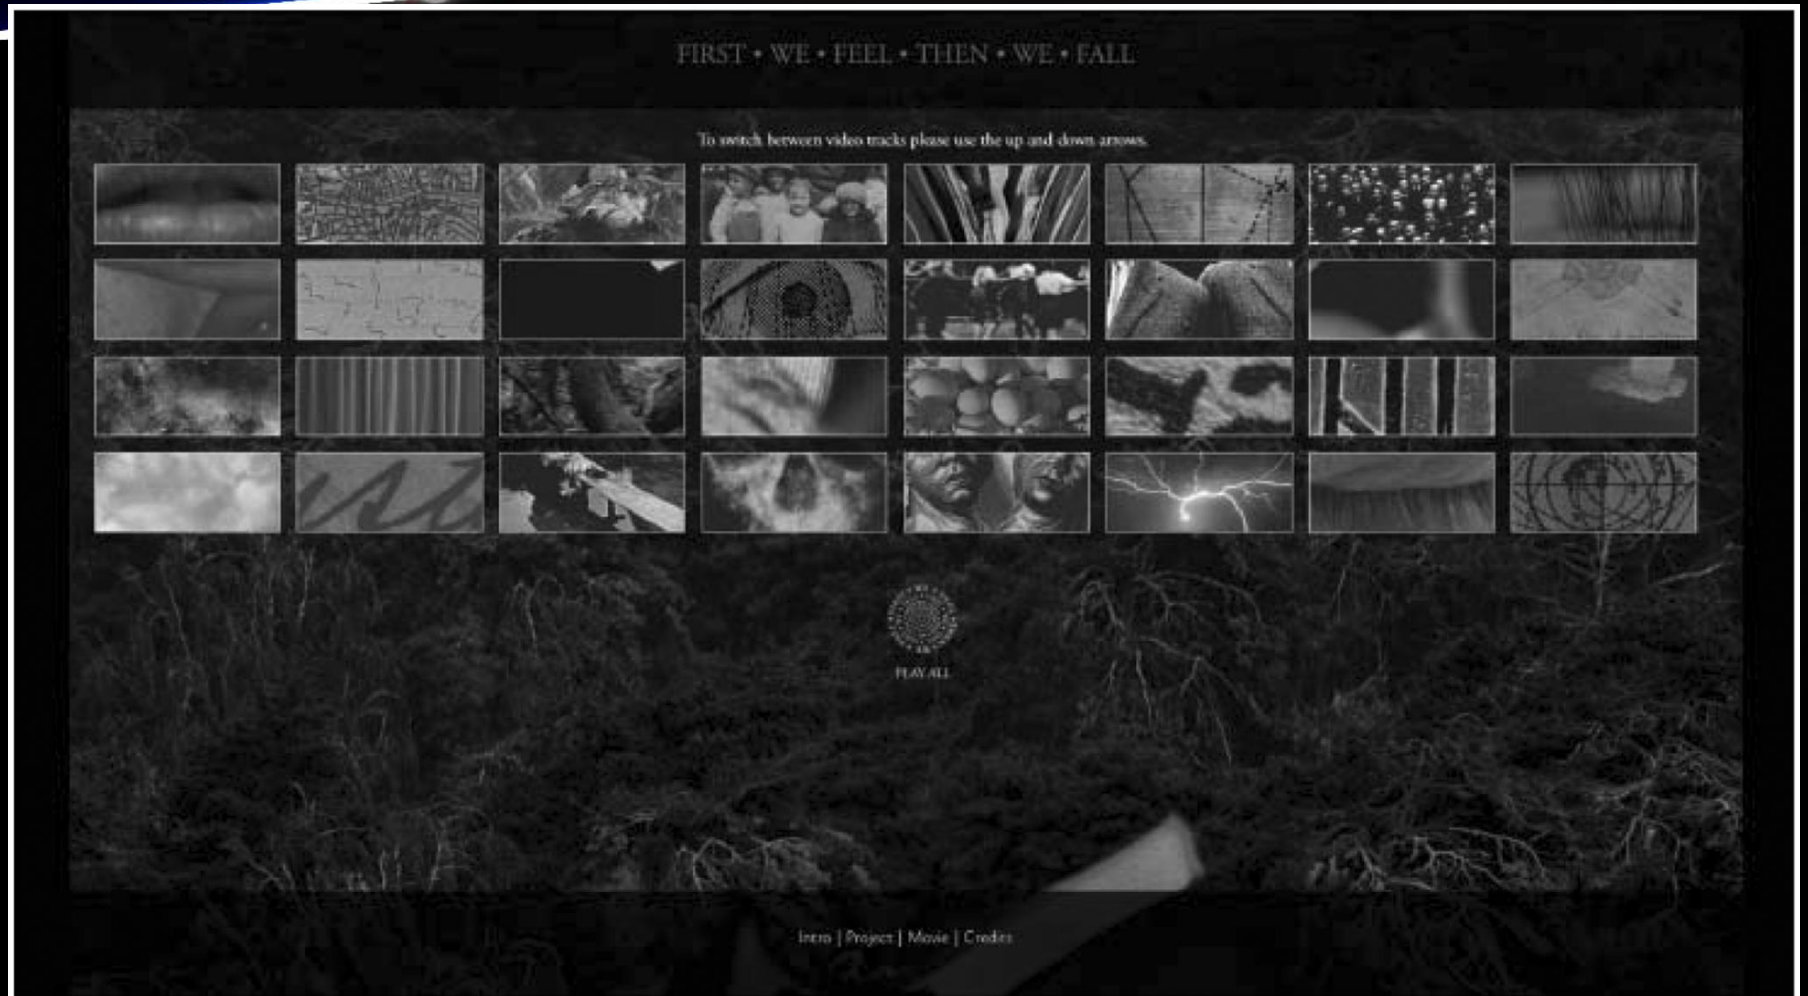 FIRST • WE • FEEL • THEN • WE • FALL
To switch between video tracks please use the up and down arrows.
PLAY ALL
Intro | Project | Movie | Credits